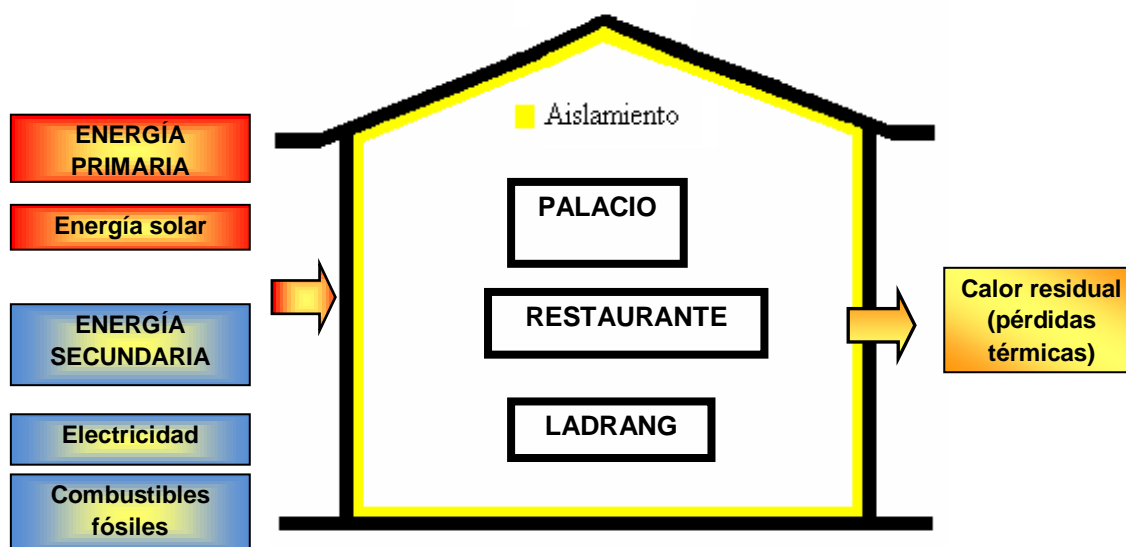 ENERGÍA
PRIMARIA
Energía solar
ENERGÍA
SECUNDARIA
Electricidad
Combustibles
fósiles
Aislamiento
PALACIO
RESTAURANTE
LADRANG
Calor residual
(pérdidas
térmicas)